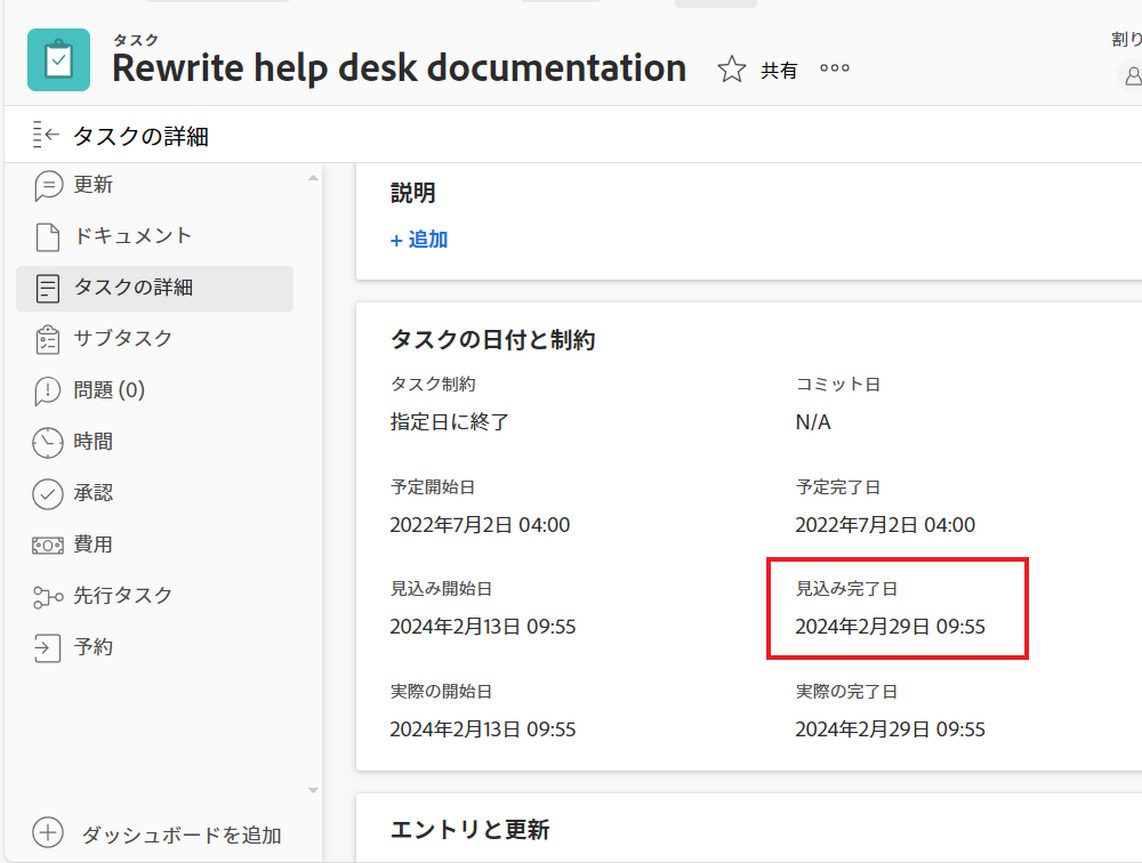 タスク
Rewrite help desk documentation
共有
割り
タスクの詳細
更新
ドキュメント
タスクの詳細
サブタスク
問題 (0)
時間
承認
費用
先行タスク
予約
ダッシュボードを追加
説明
+ 追加
タスクの日付と制約
タスク制約
コミット日
指定日に終了
N/A
予定開始日
予定完了日
2022年7月2日 04:00
2022年7月2日 04:00
見込み開始日
見込み完了日
2024年2月13日 09:55
2024年2月29日 09:55
実際の開始日
実際の完了日
2024年2月13日 09:55
2024年2月29日 09:55
エントリと更新